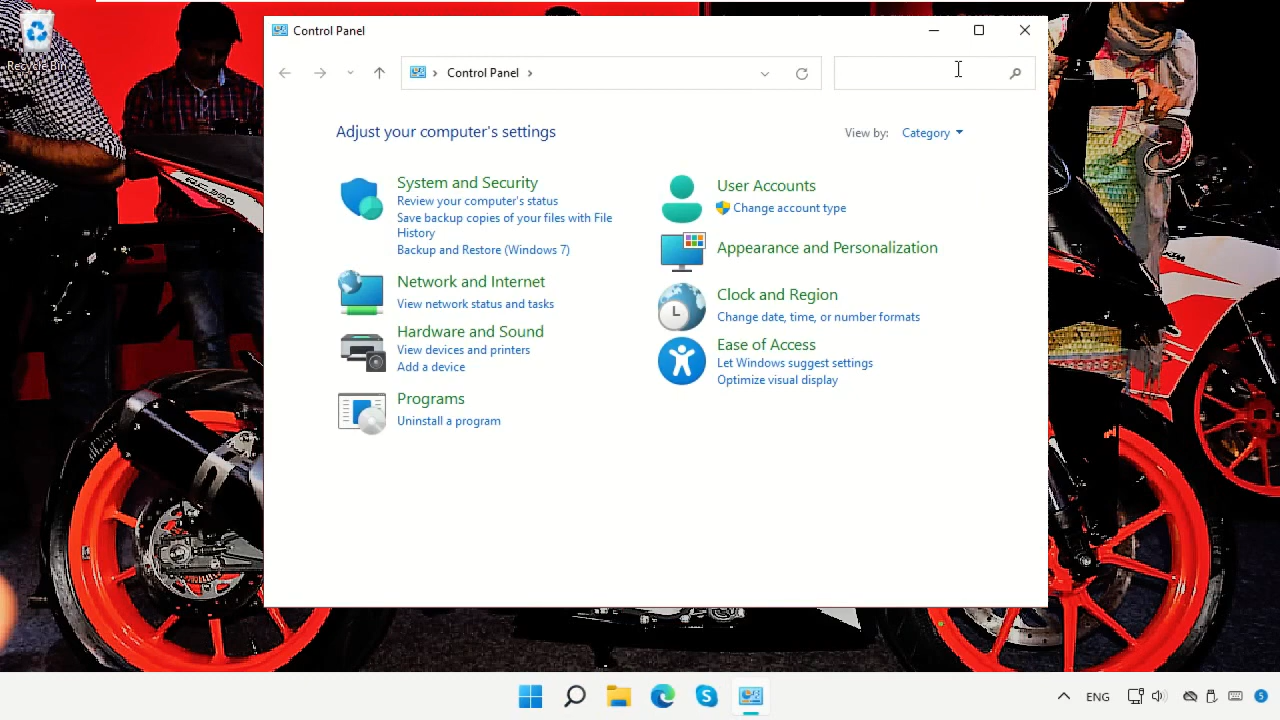 Recycle Bin
Control Panel
Control Panel
Adjust your computer's settings
View by: Category
System and Security
Review your computer's status
Save backup copies of your files with File
History
Backup and Restore (Windows 7)
Network and Internet
View network status and tasks
Hardware and Sound
View devices and printers
Add a device
Programs
Uninstall a program
User Accounts
Change account type
Appearance and Personalization
Clock and Region
Change date, time, or number formats
Ease of Access
Let Windows suggest settings
Optimize visual display
ENG
5